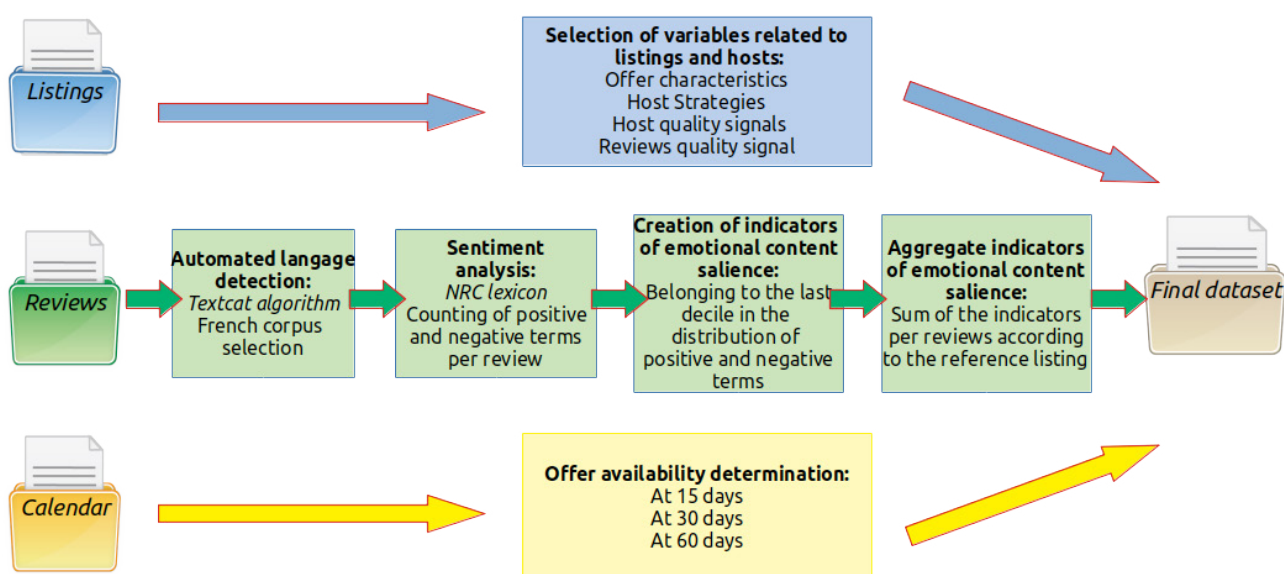 Listings
Selection of variables related to
listings and hosts:
Offer characteristics
Host Strategies
Host quality signals
Reviews quality signal
Reviews
Automated langage
detection:
Textcat algorithm
French corpus
selection
Sentiment
analysis:
NRC lexicon
Counting of positive
and negative terms
per review
Creation of indicators
of emotional content
salience:
Belonging to the last
decile in the
distribution of
positive and negative
terms
Aggregate indicators
of emotional content
salience:
Sum of the indicators
per reviews according
to the reference listing
Final dataset
Calendar
Offer availability determination:
At 15 days
At 30 days
At 60 days